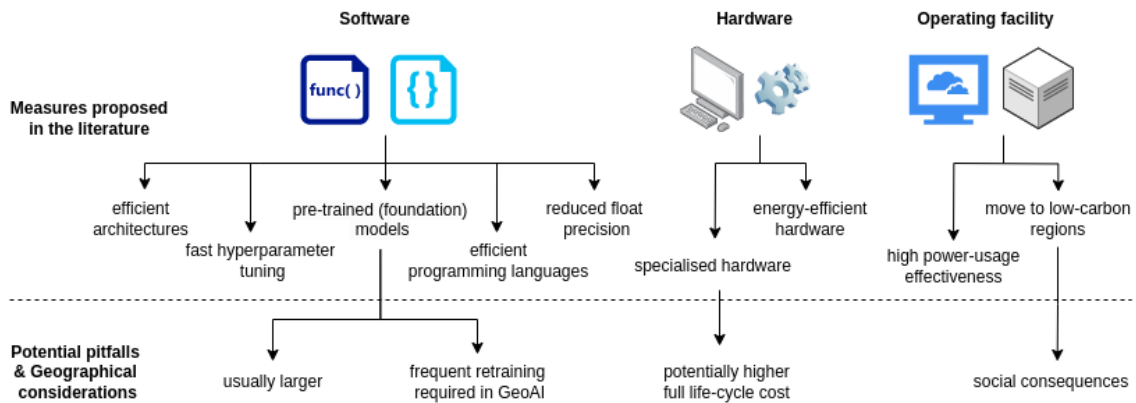 Software
Hardware
Operating facility
func( )
{}
Measures proposed
in the literature
efficient
architectures
fast hyperparameter
tuning
pre-trained (foundation)
models
efficient
programming languages
reduced float
precision
specialised hardware
energy-efficient
hardware
high power-usage
effectiveness
move to low-carbon
regions
Potential pitfalls
& Geographical
considerations
usually larger
frequent retraining
required in GeoAI
potentially higher
full life-cycle cost
social consequences